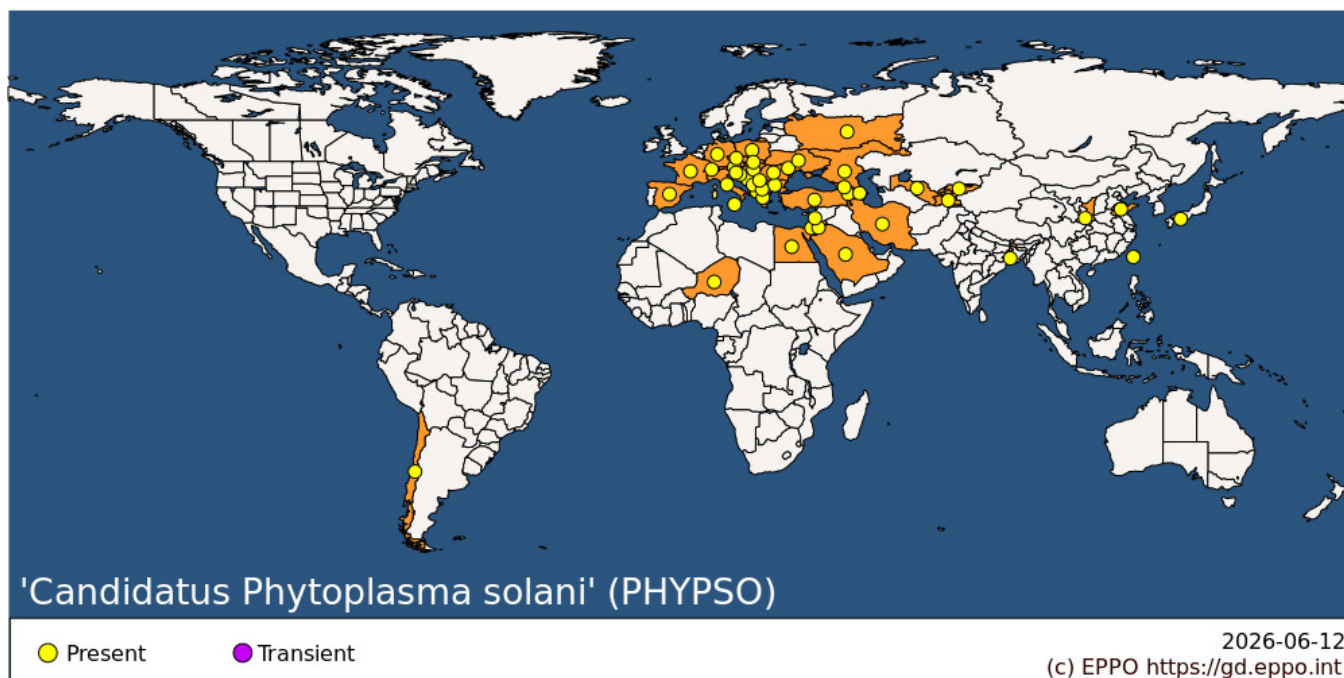 'Candidatus Phytoplasma solani' (PHYPSO)
Present
Transient
2026-06-12
(c) EPPO https://gd.eppo.int